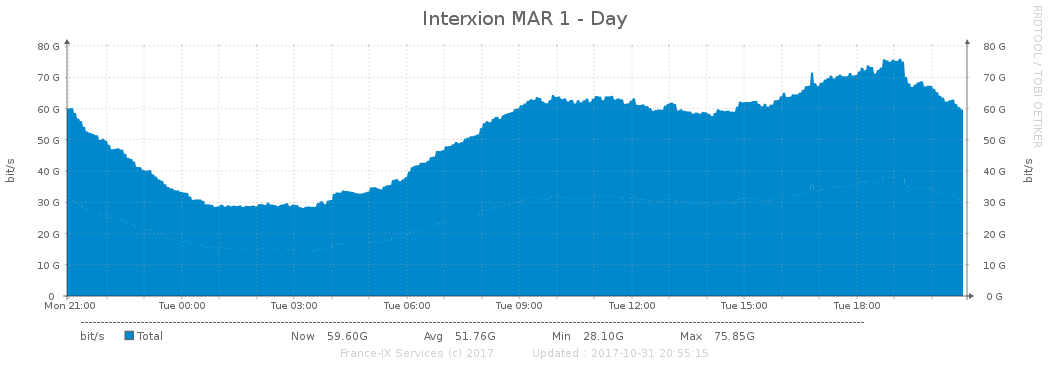 Interxion MAR 1 - Day
RRDTOOL / TOBI OETIKER
80 G 80 G
70 G 70 G
60 G 60 G
50 G 50 G
40 G 40 G
30 G 30 G
20 G 20 G
10 G 10 G
0 0 G
bit/s
bit/s
Mon 21:00 Tue 00:00 Tue 03:00 Tue 06:00 Tue 09:00 Tue 12:00 Tue 15:00 Tue 18:00
bit/s Total Now 59.60G Avg 51.76G Min 28.10G Max 75.85G
France-IX Services (c) 2017 Updated : 2017-10-31 20:55:15